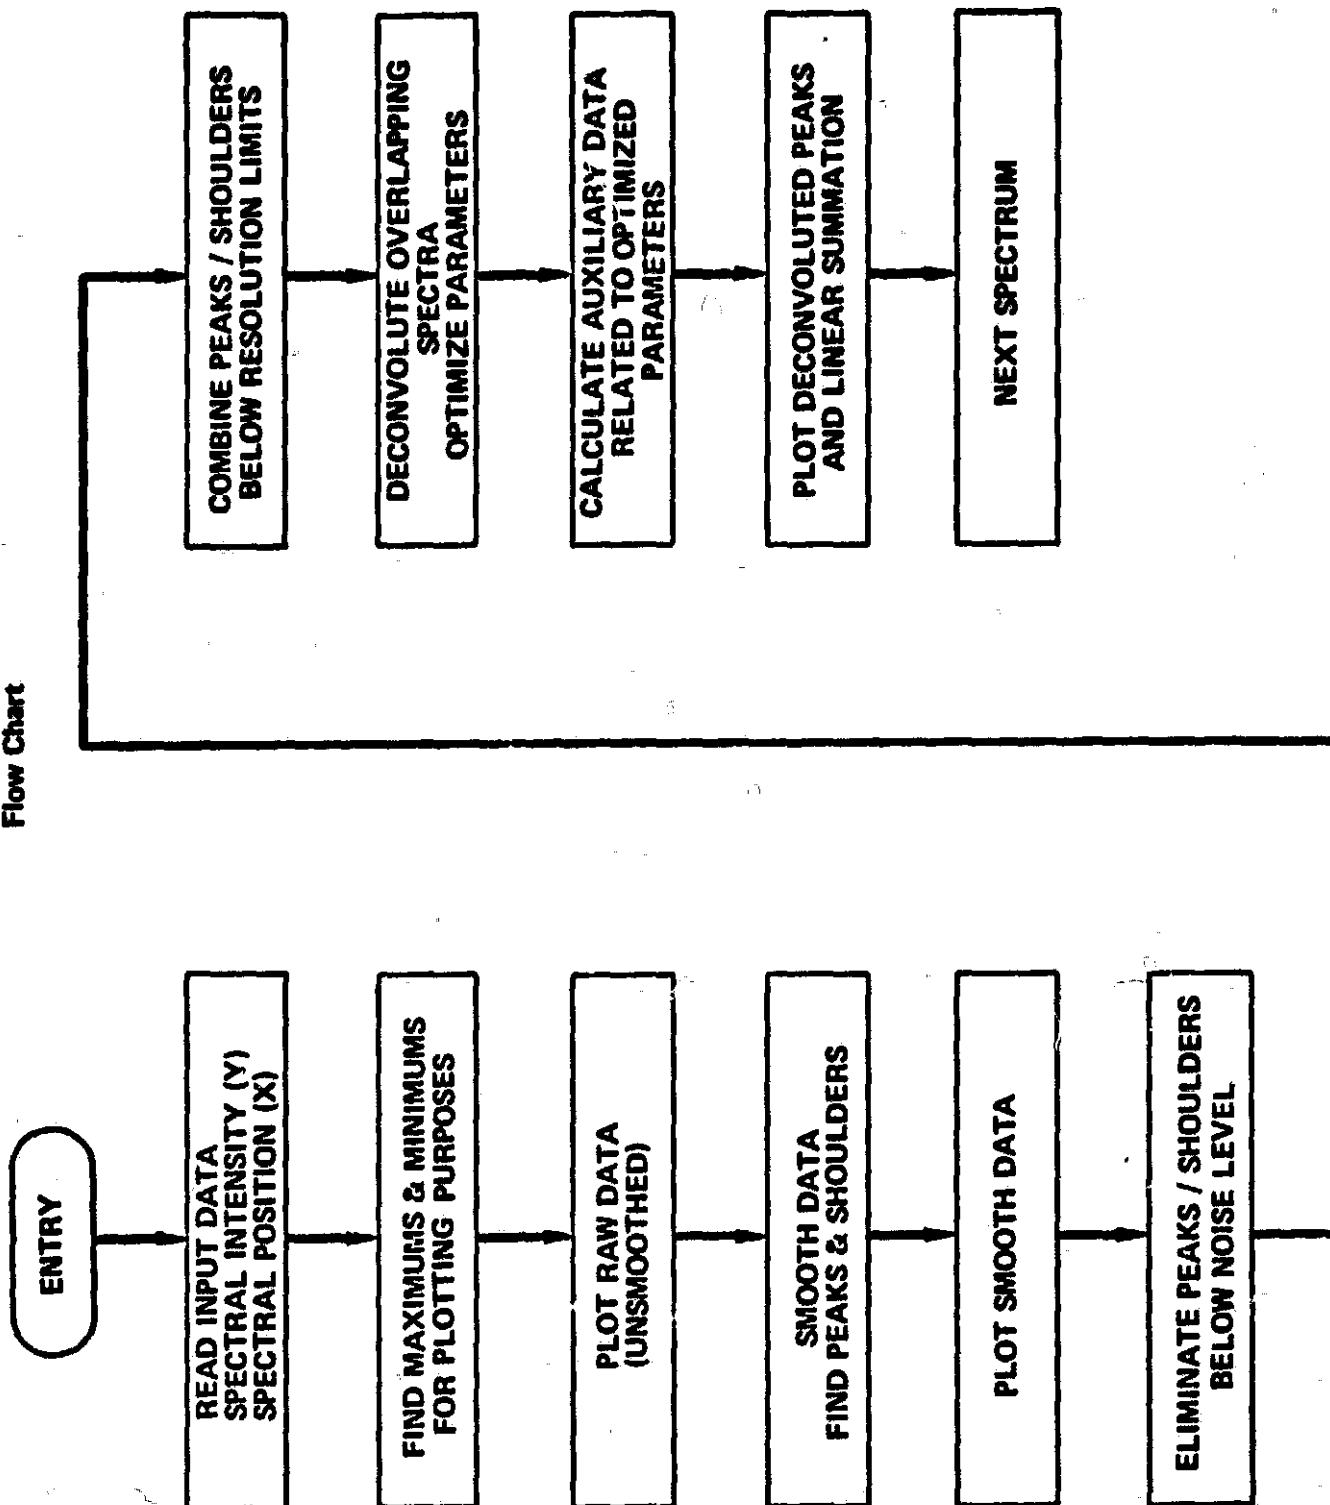 Flow Chart
ENTRY
READ INPUT DATA
SPECTRAL INTENSITY (Y)
SPECTRAL POSITION (X)
FIND MAXIMUMS & MINIMUMS
FOR PLOTTING PURPOSES
PLOT RAW DATA
(UNSMOOTHED)
SMOOTH DATA
FIND PEAKS & SHOULDERS
PLOT SMOOTH DATA
ELIMINATE PEAKS / SHOULDERS
BELOW NOISE LEVEL
COMBINE PEAKS / SHOULDERS
BELOW RESOLUTION LIMITS
DECONVOLUTE OVERLAPPING
SPECTRA
OPTIMIZE PARAMETERS
CALCULATE AUXILIARY DATA
RELATED TO OPTIMIZED
PARAMETERS
PLOT DECONVOLUTED PEAKS
AND LINEAR SUMMATION
NEXT SPECTRUM